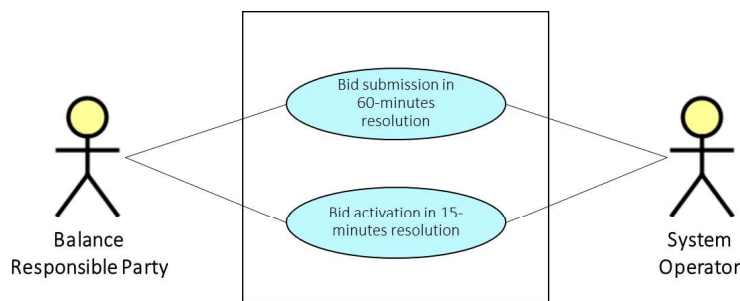 Bid submission in
60-minutes
resolution
Bid activation in 15-
minutes resolution
Balance
Responsible Party
System
Operator